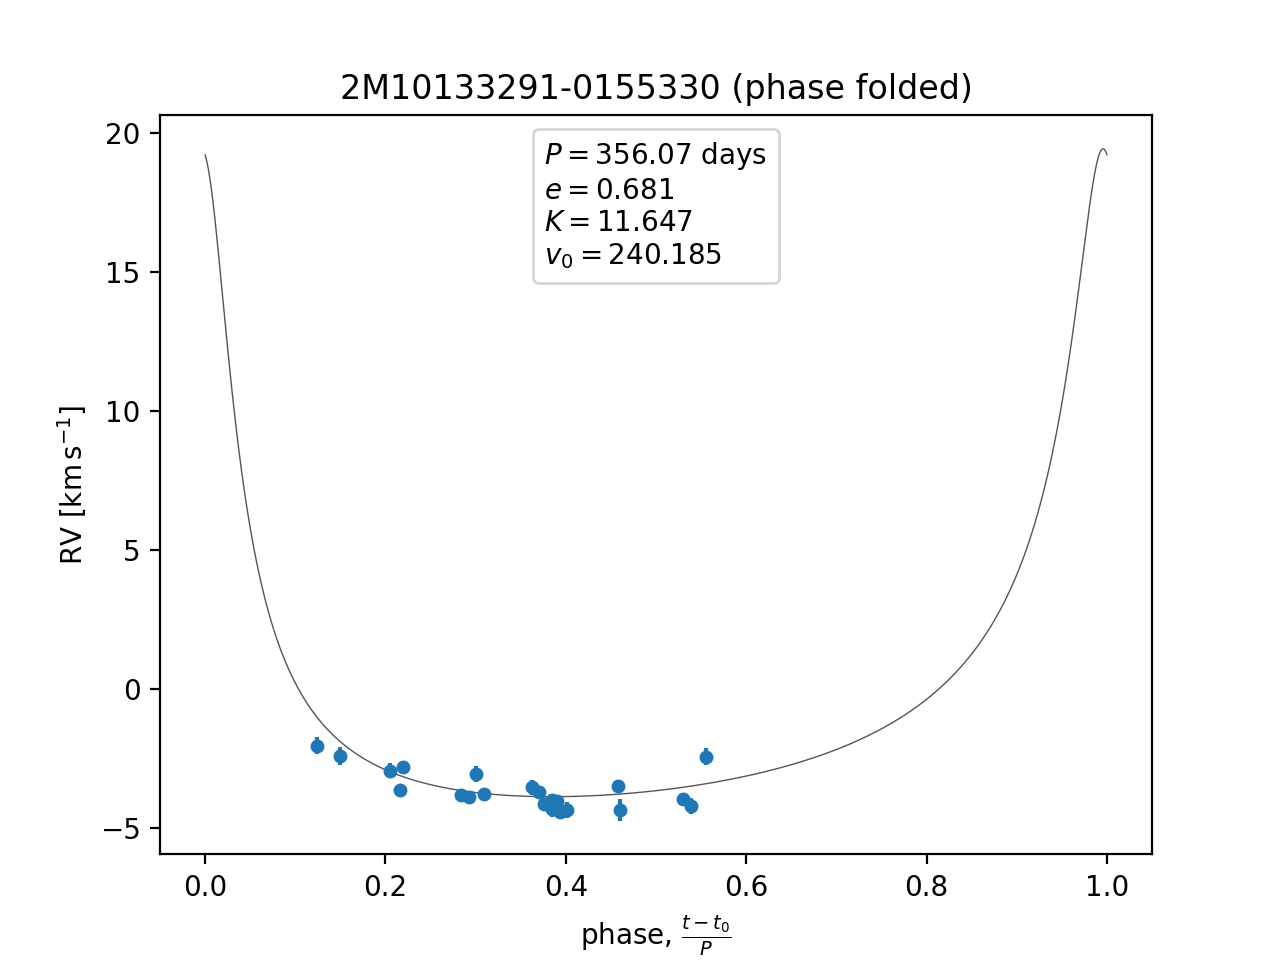 2M10133291-0155330 (phase folded)
P = 356.07 days
e = 0.681
K = 11.647
v₀ = 240.185
20
15
10
5
0
−5
RV [km s⁻¹]
0.0 0.2 0.4 0.6 0.8 1.0
phase, (t − t₀)/P